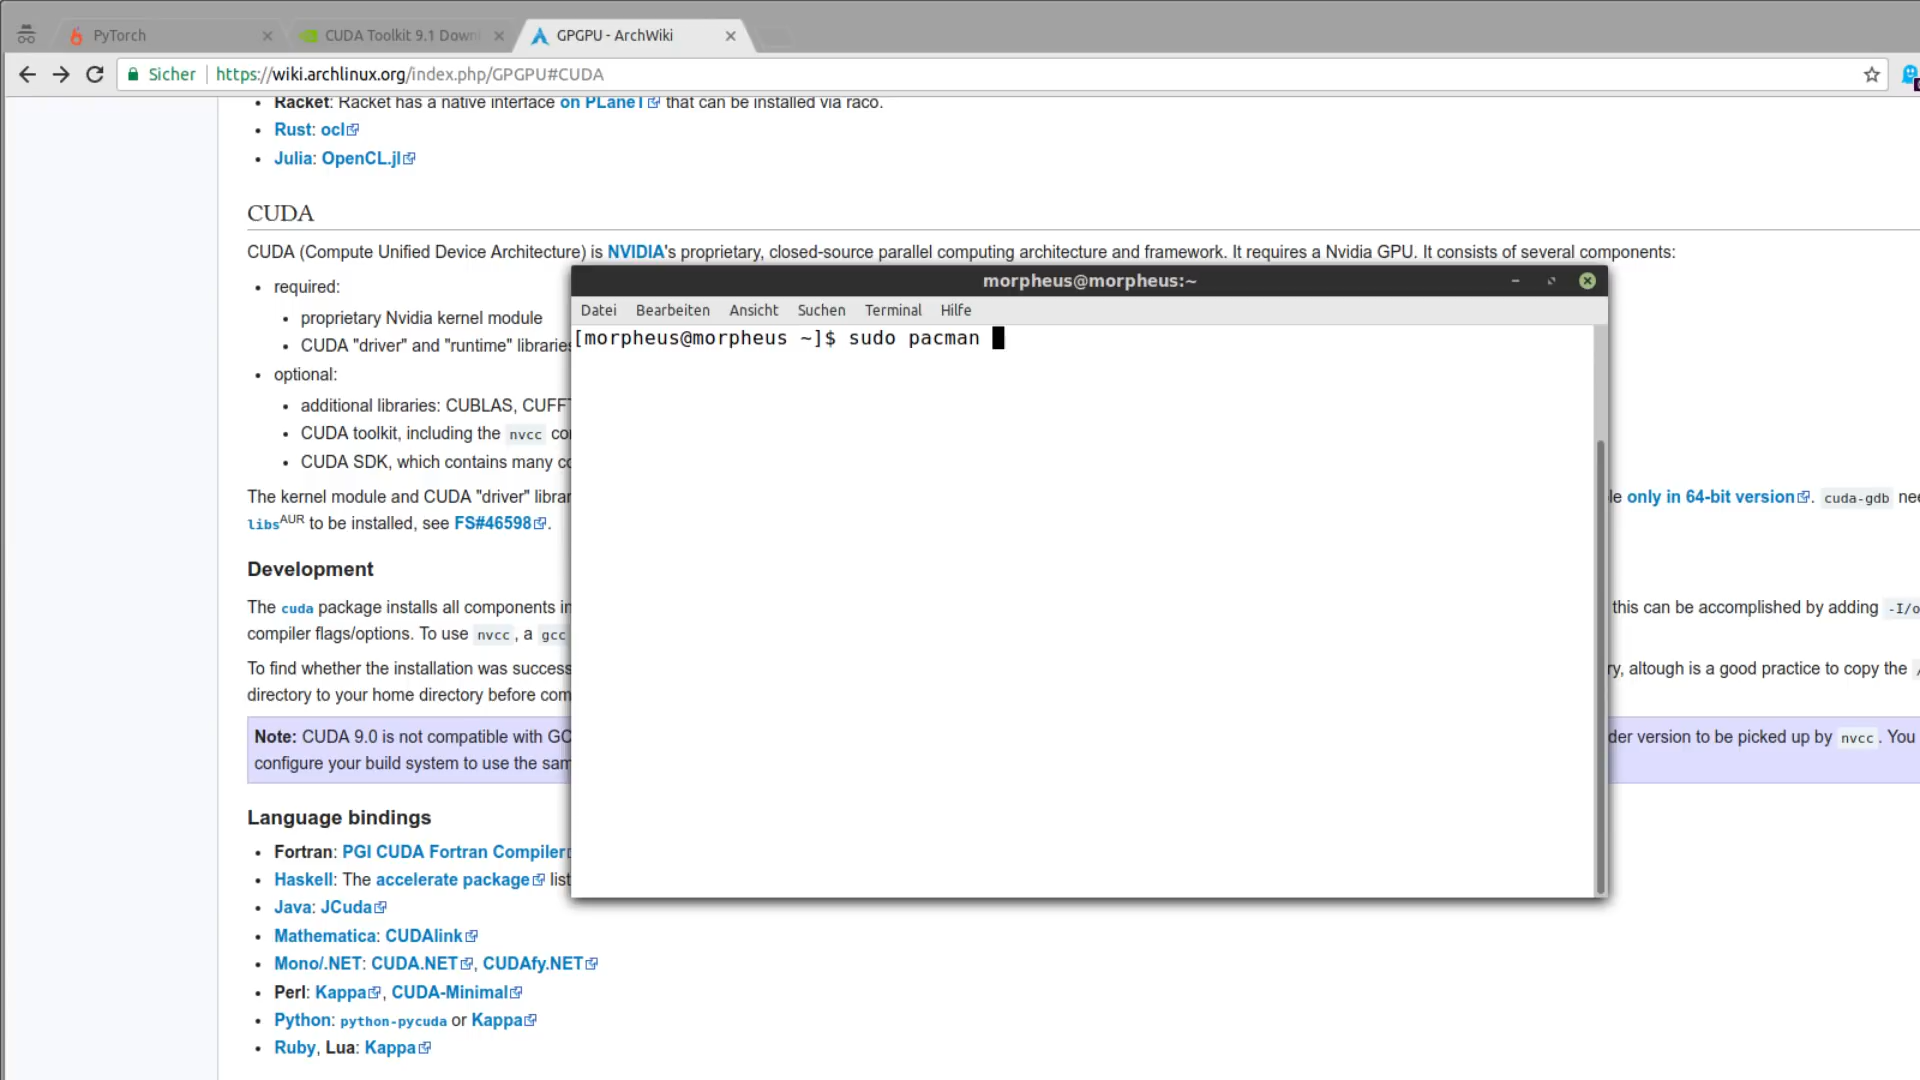 PyTorch
CUDA Toolkit 9.1 Down
GPGPU - ArchWiki
Sicher https://wiki.archlinux.org/index.php/GPGPU#CUDA
Racket: Racket has a native interface on PLaneT that can be installed via raco.
Rust: ocl
Julia: OpenCL.jl
CUDA
CUDA (Compute Unified Device Architecture) is NVIDIA's proprietary, closed-source parallel computing architecture and framework. It requires a Nvidia GPU. It consists of several components:
required:
proprietary Nvidia kernel module
CUDA "driver" and "runtime" libraries
optional:
additional libraries: CUBLAS, CUFFT
CUDA toolkit, including the nvcc co
CUDA SDK, which contains many co
morpheus@morpheus:~
Datei Bearbeiten Ansicht Suchen Terminal Hilfe
[morpheus@morpheus ~]$ sudo pacman
The kernel module and CUDA "driver" librar le only in 64-bit version. cuda-gdb nee
libsAUR to be installed, see FS#46598.
Development
The cuda package installs all components in this can be accomplished by adding -I/o
compiler flags/options. To use nvcc, a gcc
To find whether the installation was success ry, altough is a good practice to copy the /
directory to your home directory before com
Note: CUDA 9.0 is not compatible with GC der version to be picked up by nvcc. You
configure your build system to use the sam
Language bindings
Fortran: PGI CUDA Fortran Compiler
Haskell: The accelerate package list
Java: JCuda
Mathematica: CUDAlink
Mono/.NET: CUDA.NET, CUDAfy.NET
Perl: Kappa, CUDA-Minimal
Python: python-pycuda or Kappa
Ruby, Lua: Kappa